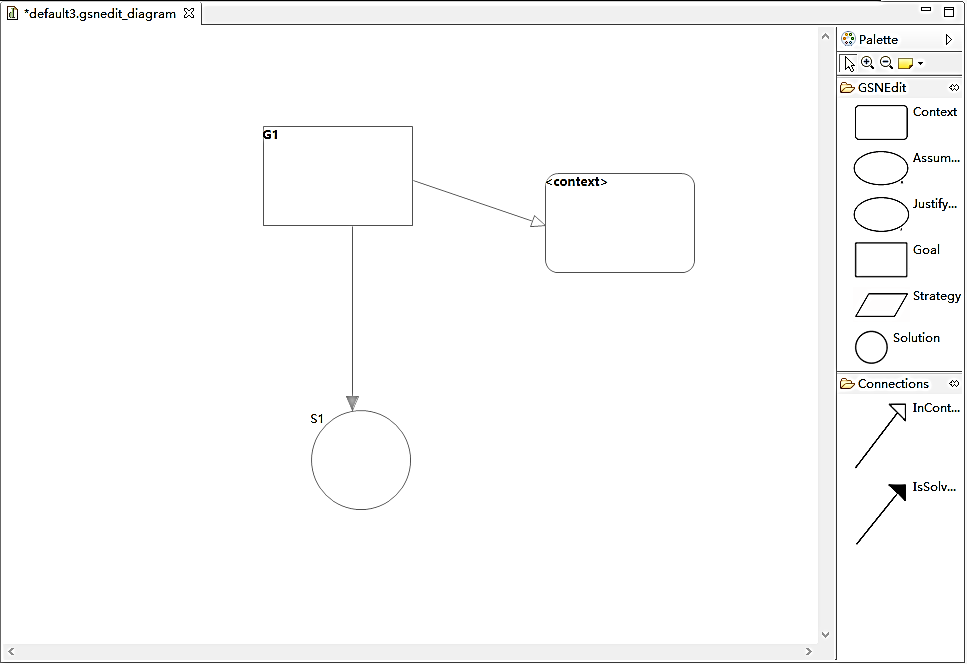 *default3.gsnedit_diagram
Palette
GSNEdit
Context
Assum...
Justify...
Goal
Strategy
Solution
Connections
InCont...
IsSolv...
G1
<context>
S1